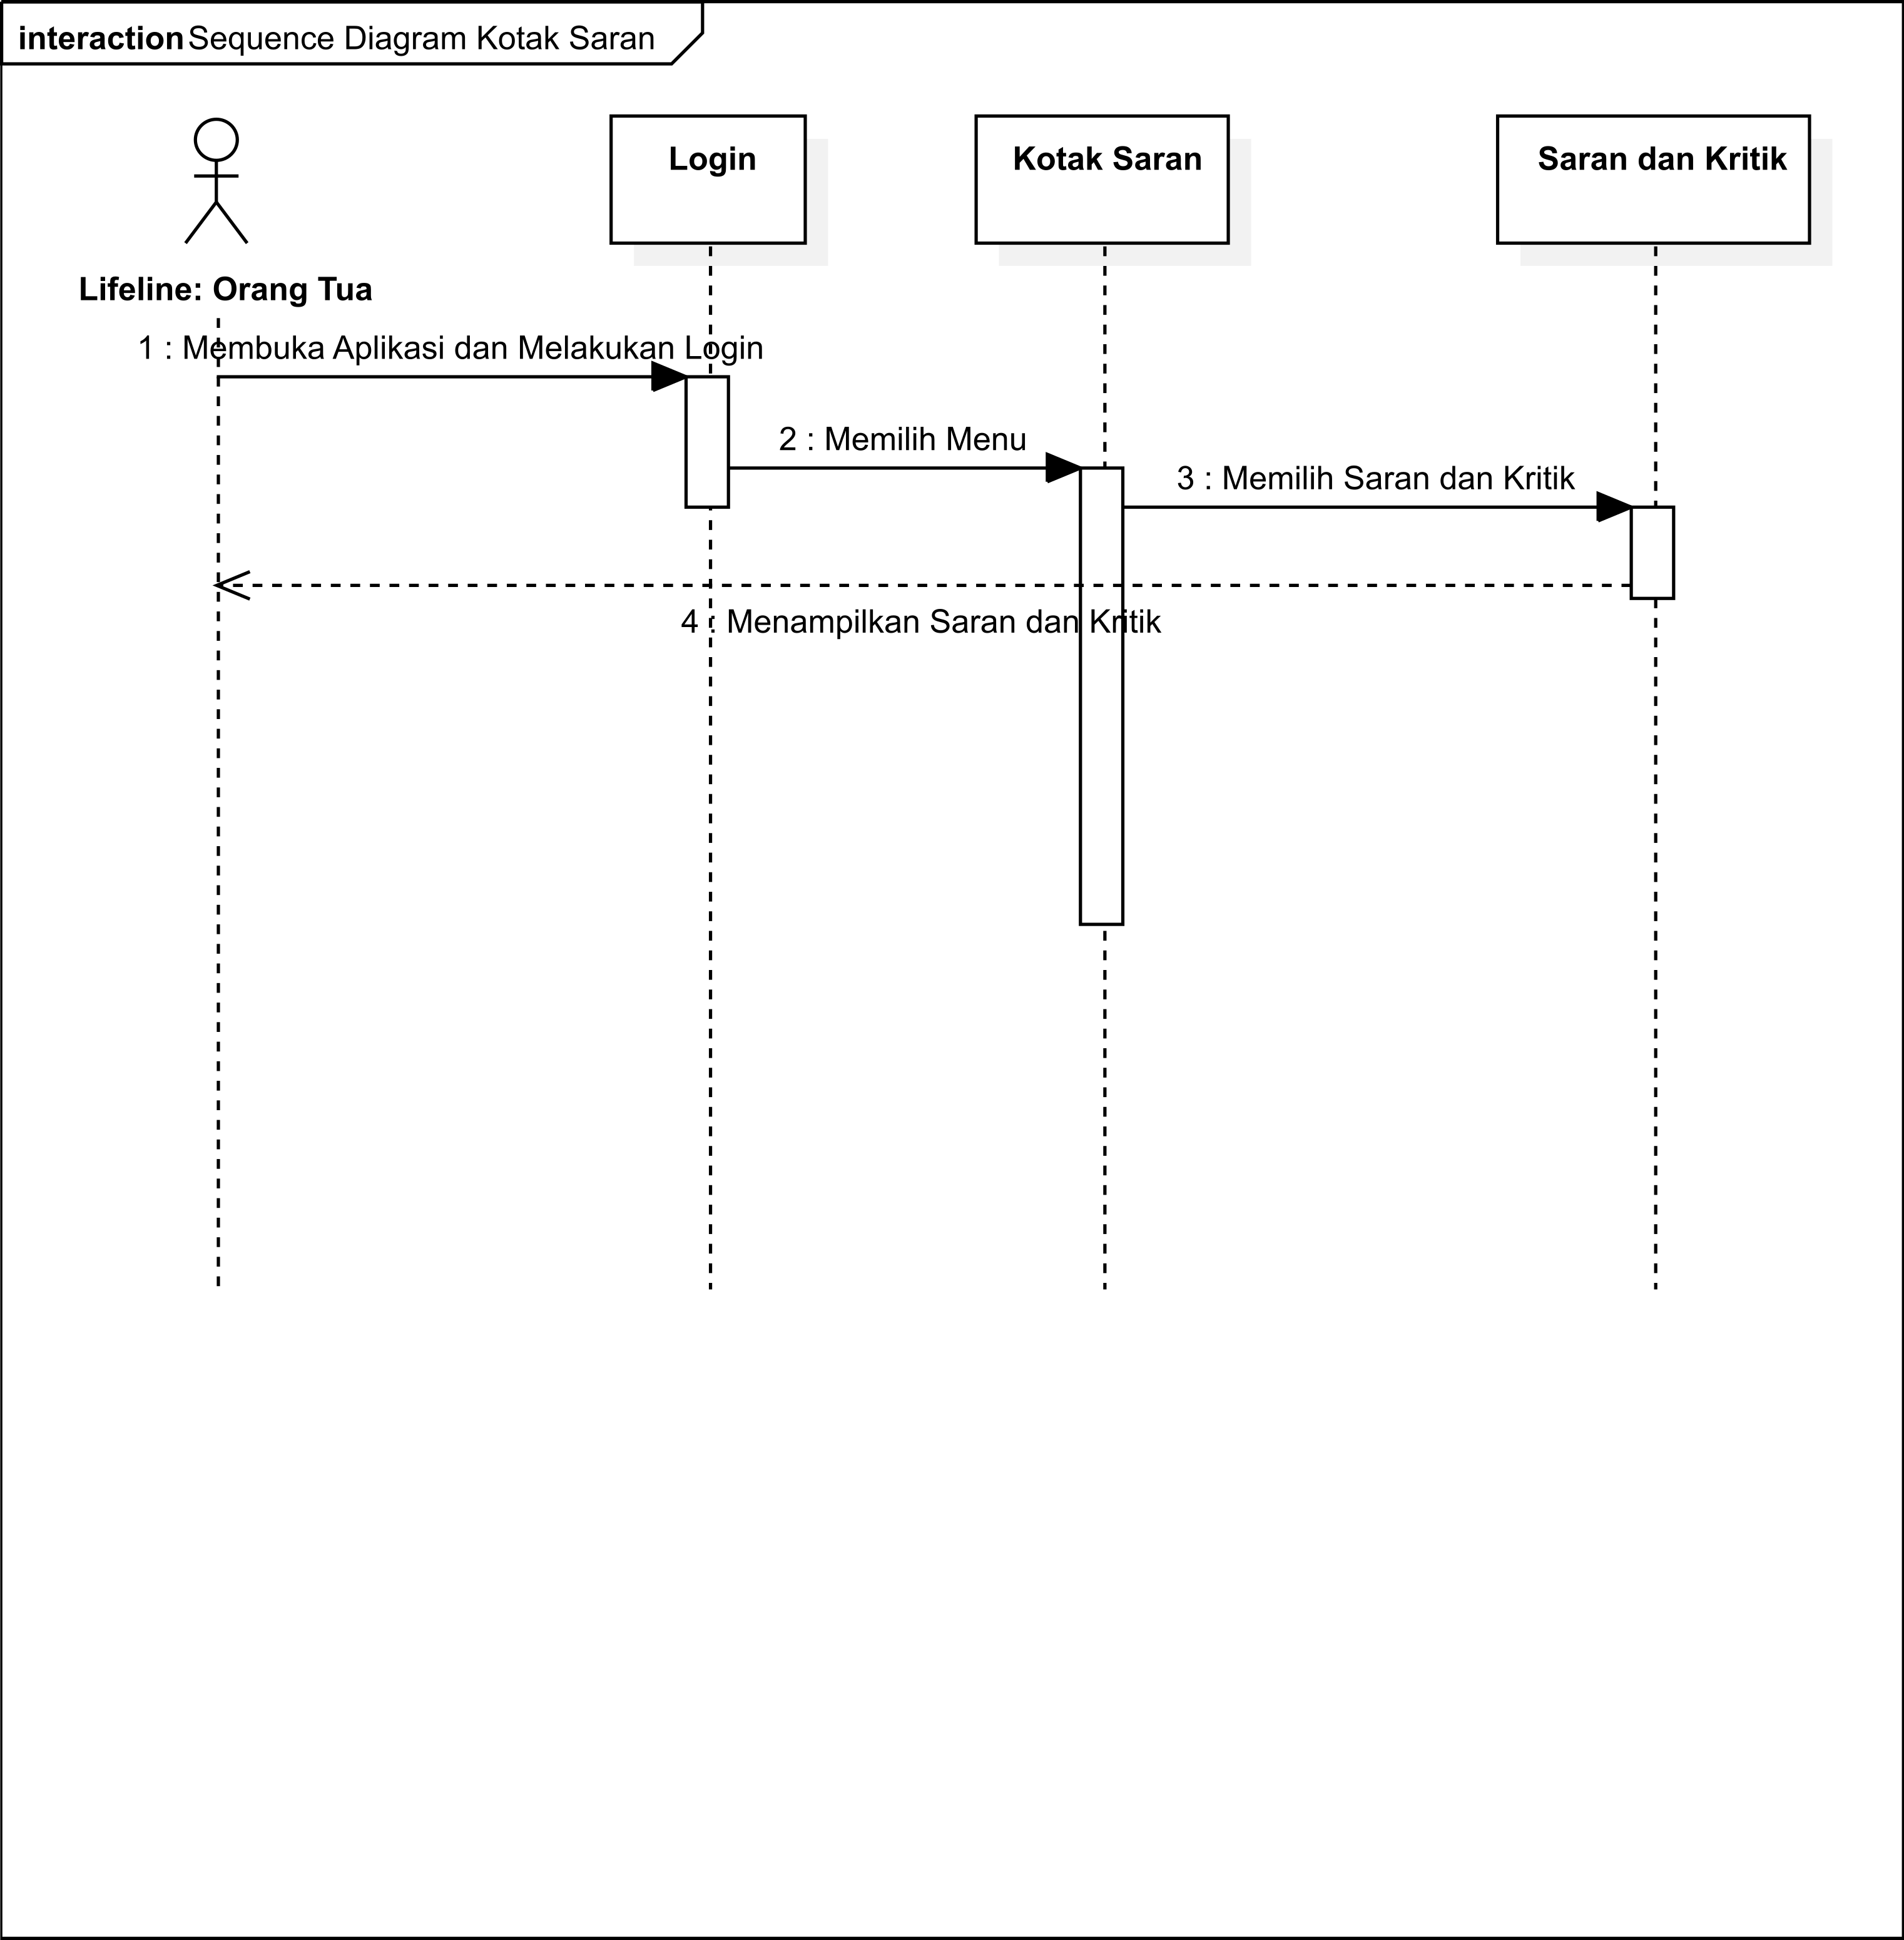 interaction Sequence Diagram Kotak Saran
Login
Kotak Saran
Saran dan Kritik
Lifeline: Orang Tua
1 : Membuka Aplikasi dan Melakukan Login
2 : Memilih Menu
3 : Memilih Saran dan Kritik
4 : Menampilkan Saran dan Kritik